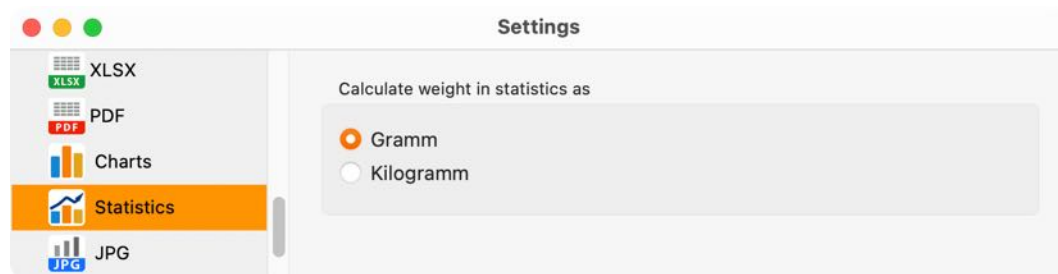 Settings
XLSX
XLSX
PDF
PDF
Charts
Statistics
JPG
JPG
Calculate weight in statistics as
Gramm
Kilogramm